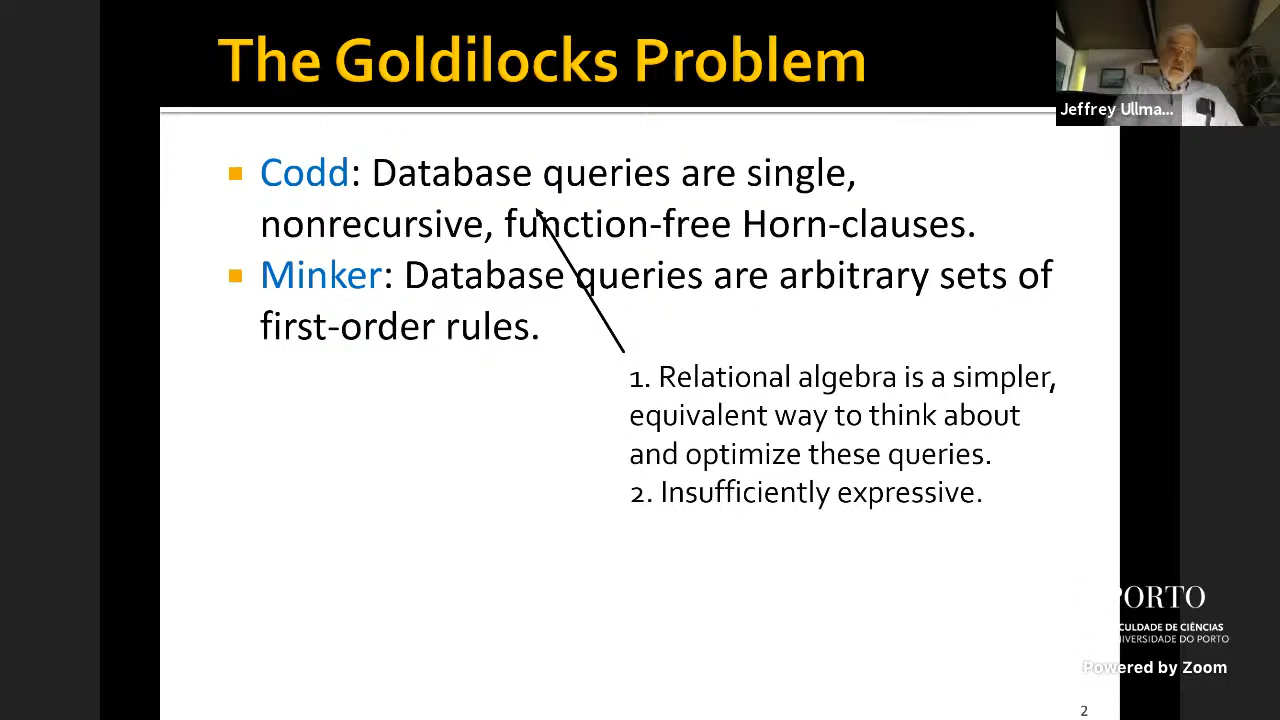 The Goldilocks Problem
Jeffrey Ullma...
Codd: Database queries are single,
nonrecursive, function-free Horn-clauses.
Minker: Database queries are arbitrary sets of
first-order rules.
1. Relational algebra is a simpler,
equivalent way to think about
and optimize these queries.
2. Insufficiently expressive.
PORTO
CULDADE DE CIÊNCIAS
NIVERSIDADE DO PORTO
Powered by Zoom
2